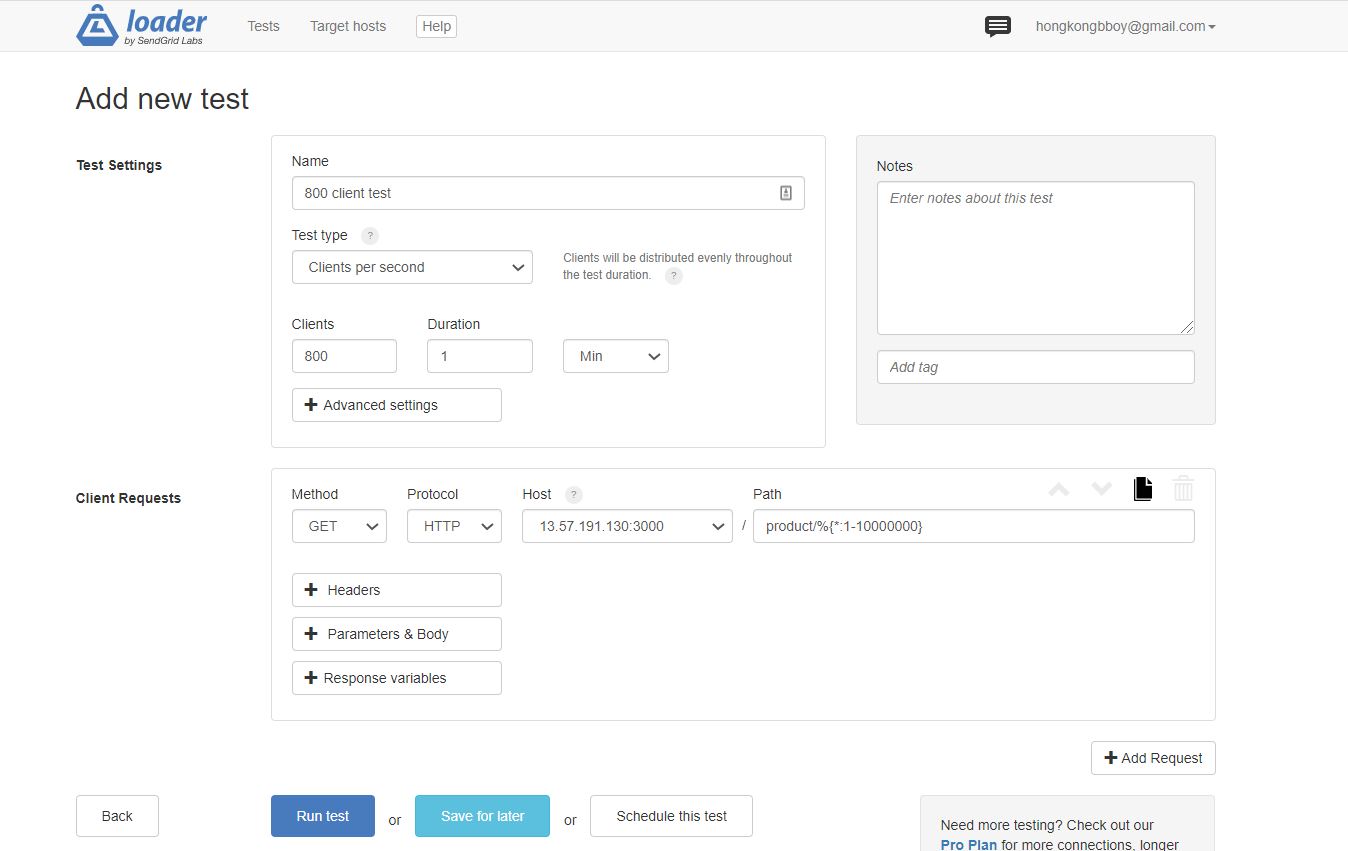 loader
by SendGrid Labs
Tests
Target hosts
Help
hongkongbboy@gmail.com
Add new test
Test Settings
Name
800 client test
Test type ?
Clients per second
Clients will be distributed evenly throughout
the test duration. ?
Clients
Duration
800
1
Min
Advanced settings
Notes
Enter notes about this test
Add tag
Client Requests
Method
Protocol
Host ?
Path
GET
HTTP
13.57.191.130:3000
/
product/%{*:1-10000000}
Headers
Parameters & Body
Response variables
Add Request
Back
Run test
or
Save for later
or
Schedule this test
Need more testing? Check out our
Pro Plan for more connections, longer